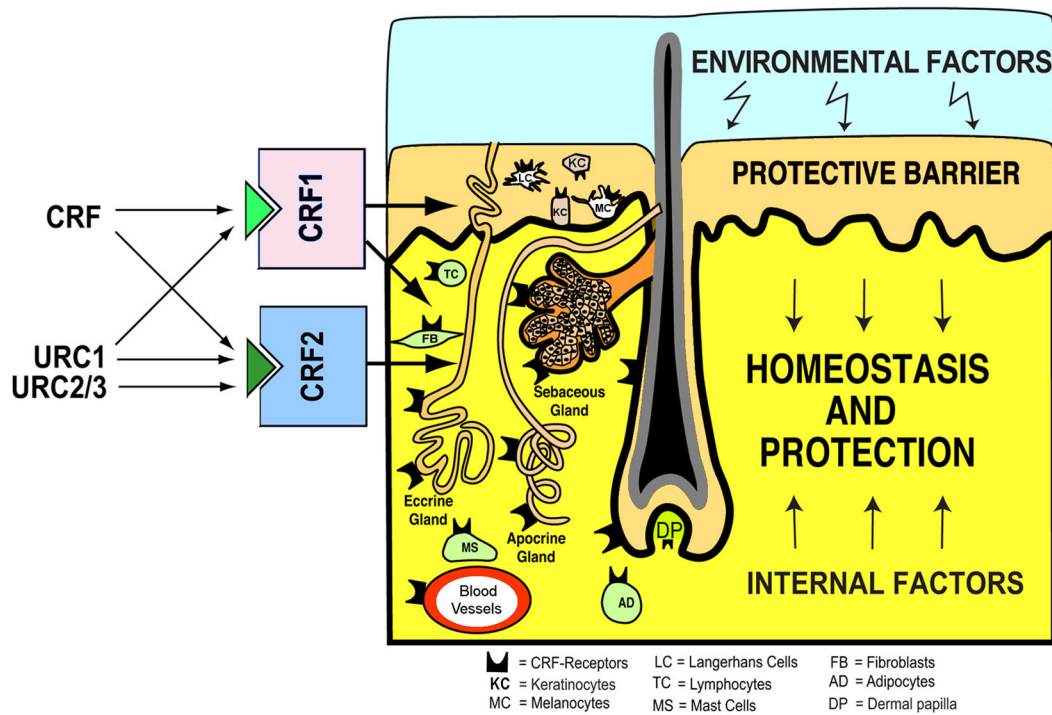 ENVIRONMENTAL FACTORS
PROTECTIVE BARRIER
CRF
URC1
URC2/3
CRF1
CRF2
LC
KC
KC
MC
TC
FB
Sebaceous
Gland
Eccrine
Gland
Apocrine
Gland
MS
Blood
Vessels
AD
DP
HOMEOSTASIS
AND
PROTECTION
INTERNAL FACTORS
= CRF-Receptors
KC = Keratinocytes
MC = Melanocytes
LC = Langerhans Cells
TC = Lymphocytes
MS = Mast Cells
FB = Fibroblasts
AD = Adipocytes
DP = Dermal papilla